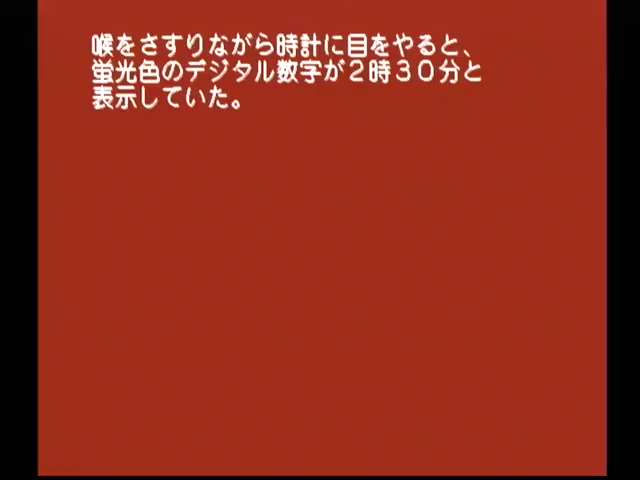 喉をさすりながら時計に目をやると、
蛍光色のデジタル数字が２時３０分と
表示していた。